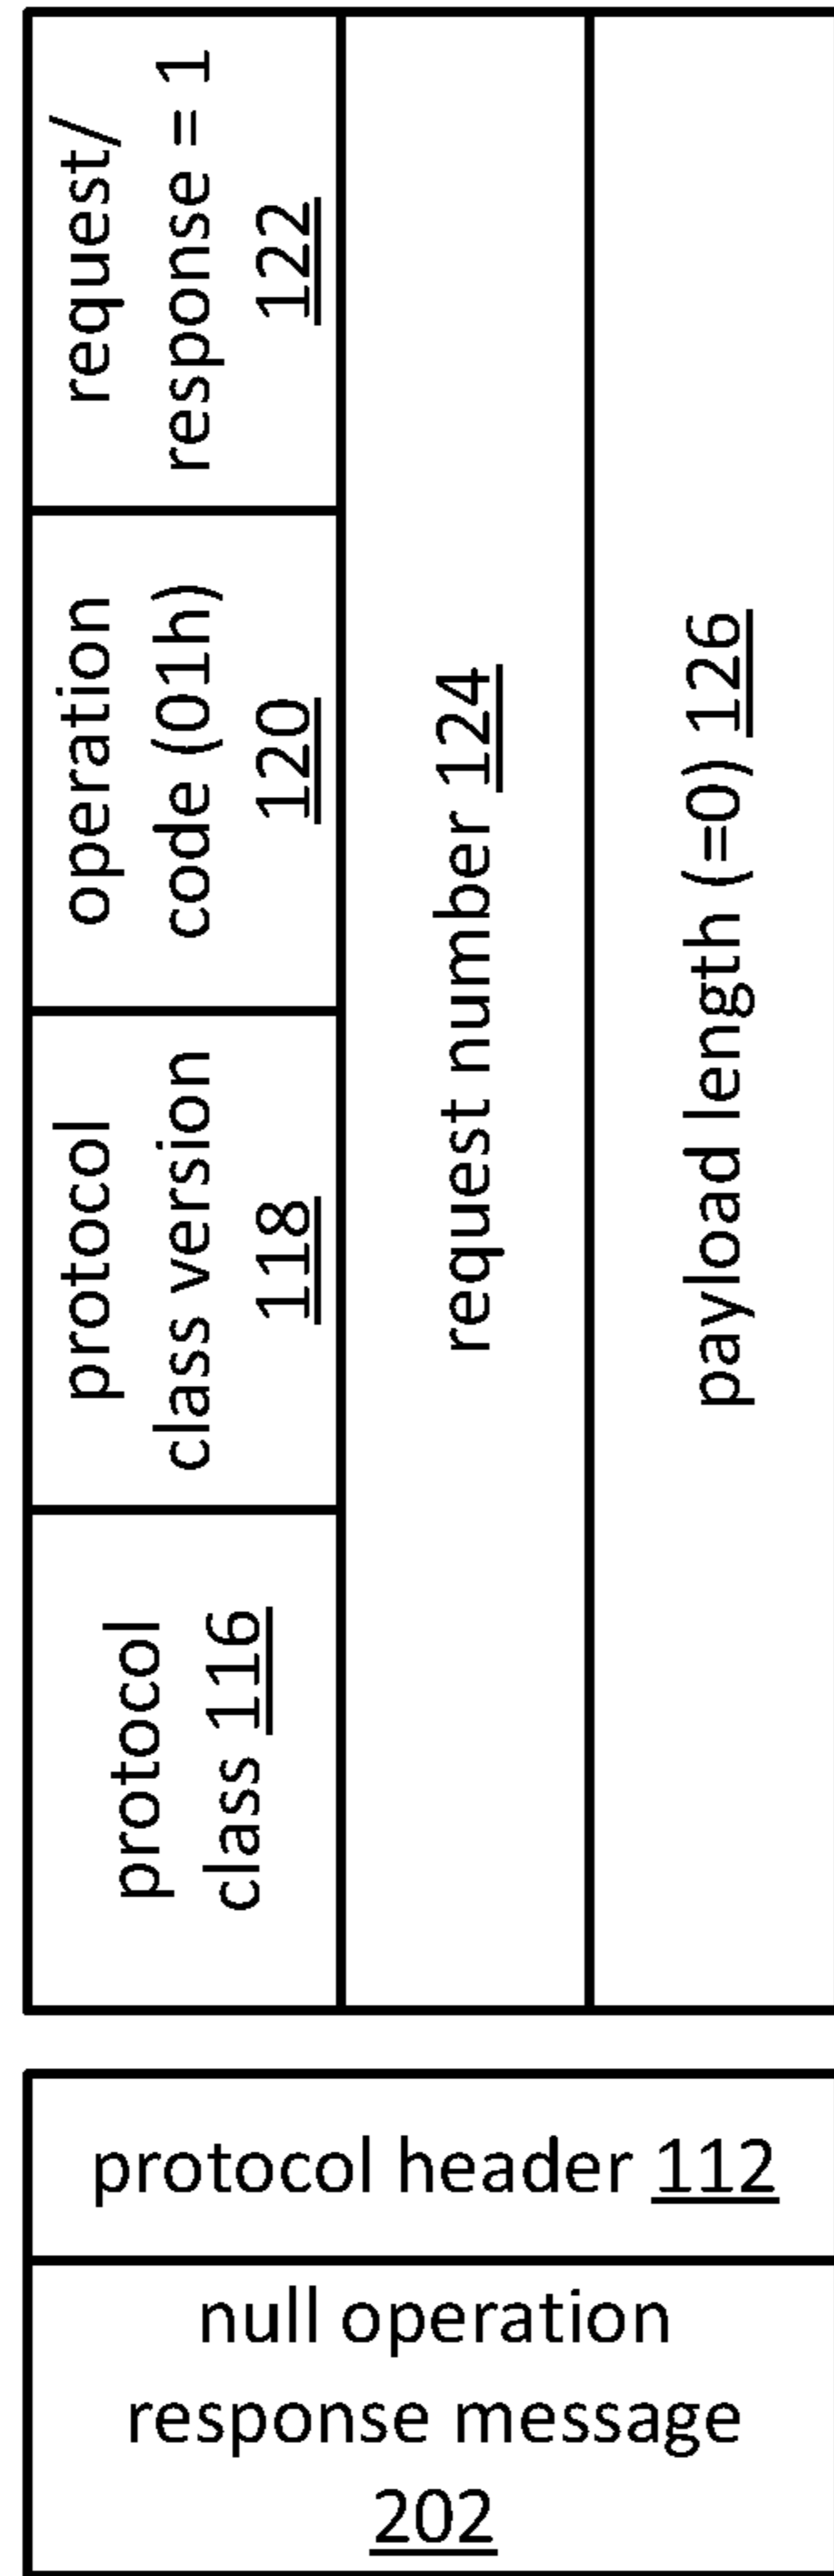 protocol
class 116
protocol
class version
118
operation
code (01h)
120
request/
response = 1
122
request number 124
payload length (=0) 126
protocol header 112
null operation
response message
202